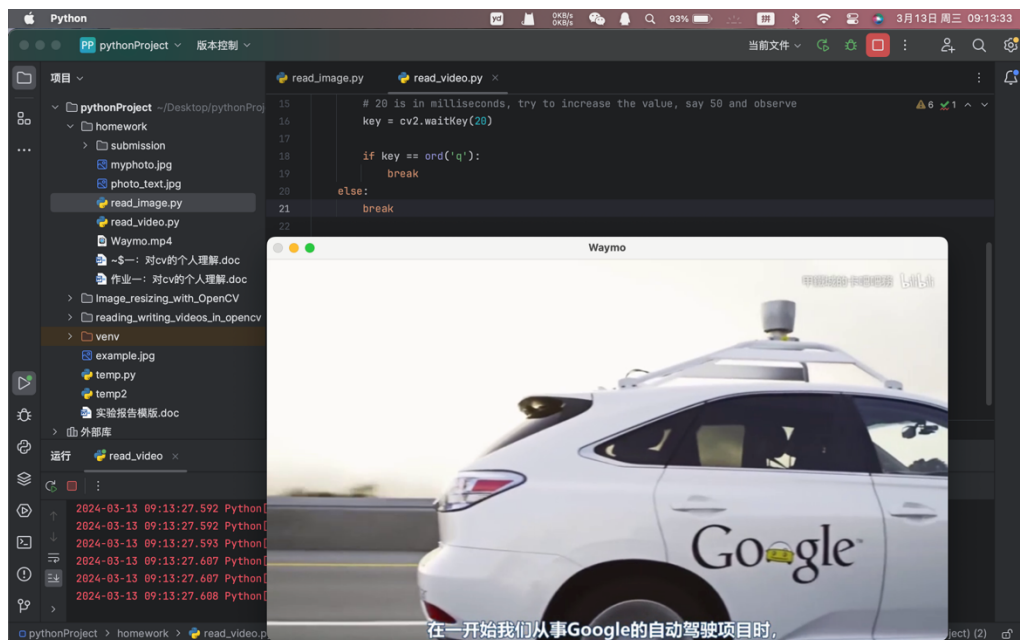 Python
yd
0KB/s
0KB/s
93%
拼
3月13日 周三 09:13:33
PP pythonProject
版本控制
当前文件
项目
read_image.py
read_video.py
pythonProject ~/Desktop/pythonProj
homework
submission
myphoto.jpg
photo_text.jpg
read_image.py
read_video.py
Waymo.mp4
~$一：对cv的个人理解.doc
作业一：对cv的个人理解.doc
Image_resizing_with_OpenCV
reading_writing_videos_in_opencv
venv
example.jpg
temp.py
temp2
实验报告模版.doc
外部库
15 # 20 is in milliseconds, try to increase the value, say 50 and observe
16 key = cv2.waitKey(20)
17
18 if key == ord('q'):
19 break
20 else:
21 break
22
6 1
Waymo
bilibili
Google™
在一开始我们从事Google的自动驾驶项目时，
运行
read_video
2024-03-13 09:13:27.592 Python[
2024-03-13 09:13:27.592 Python[
2024-03-13 09:13:27.593 Python[
2024-03-13 09:13:27.607 Python[
2024-03-13 09:13:27.607 Python[
2024-03-13 09:13:27.608 Python[
pythonProject > homework > read_video.p
ject) (2)